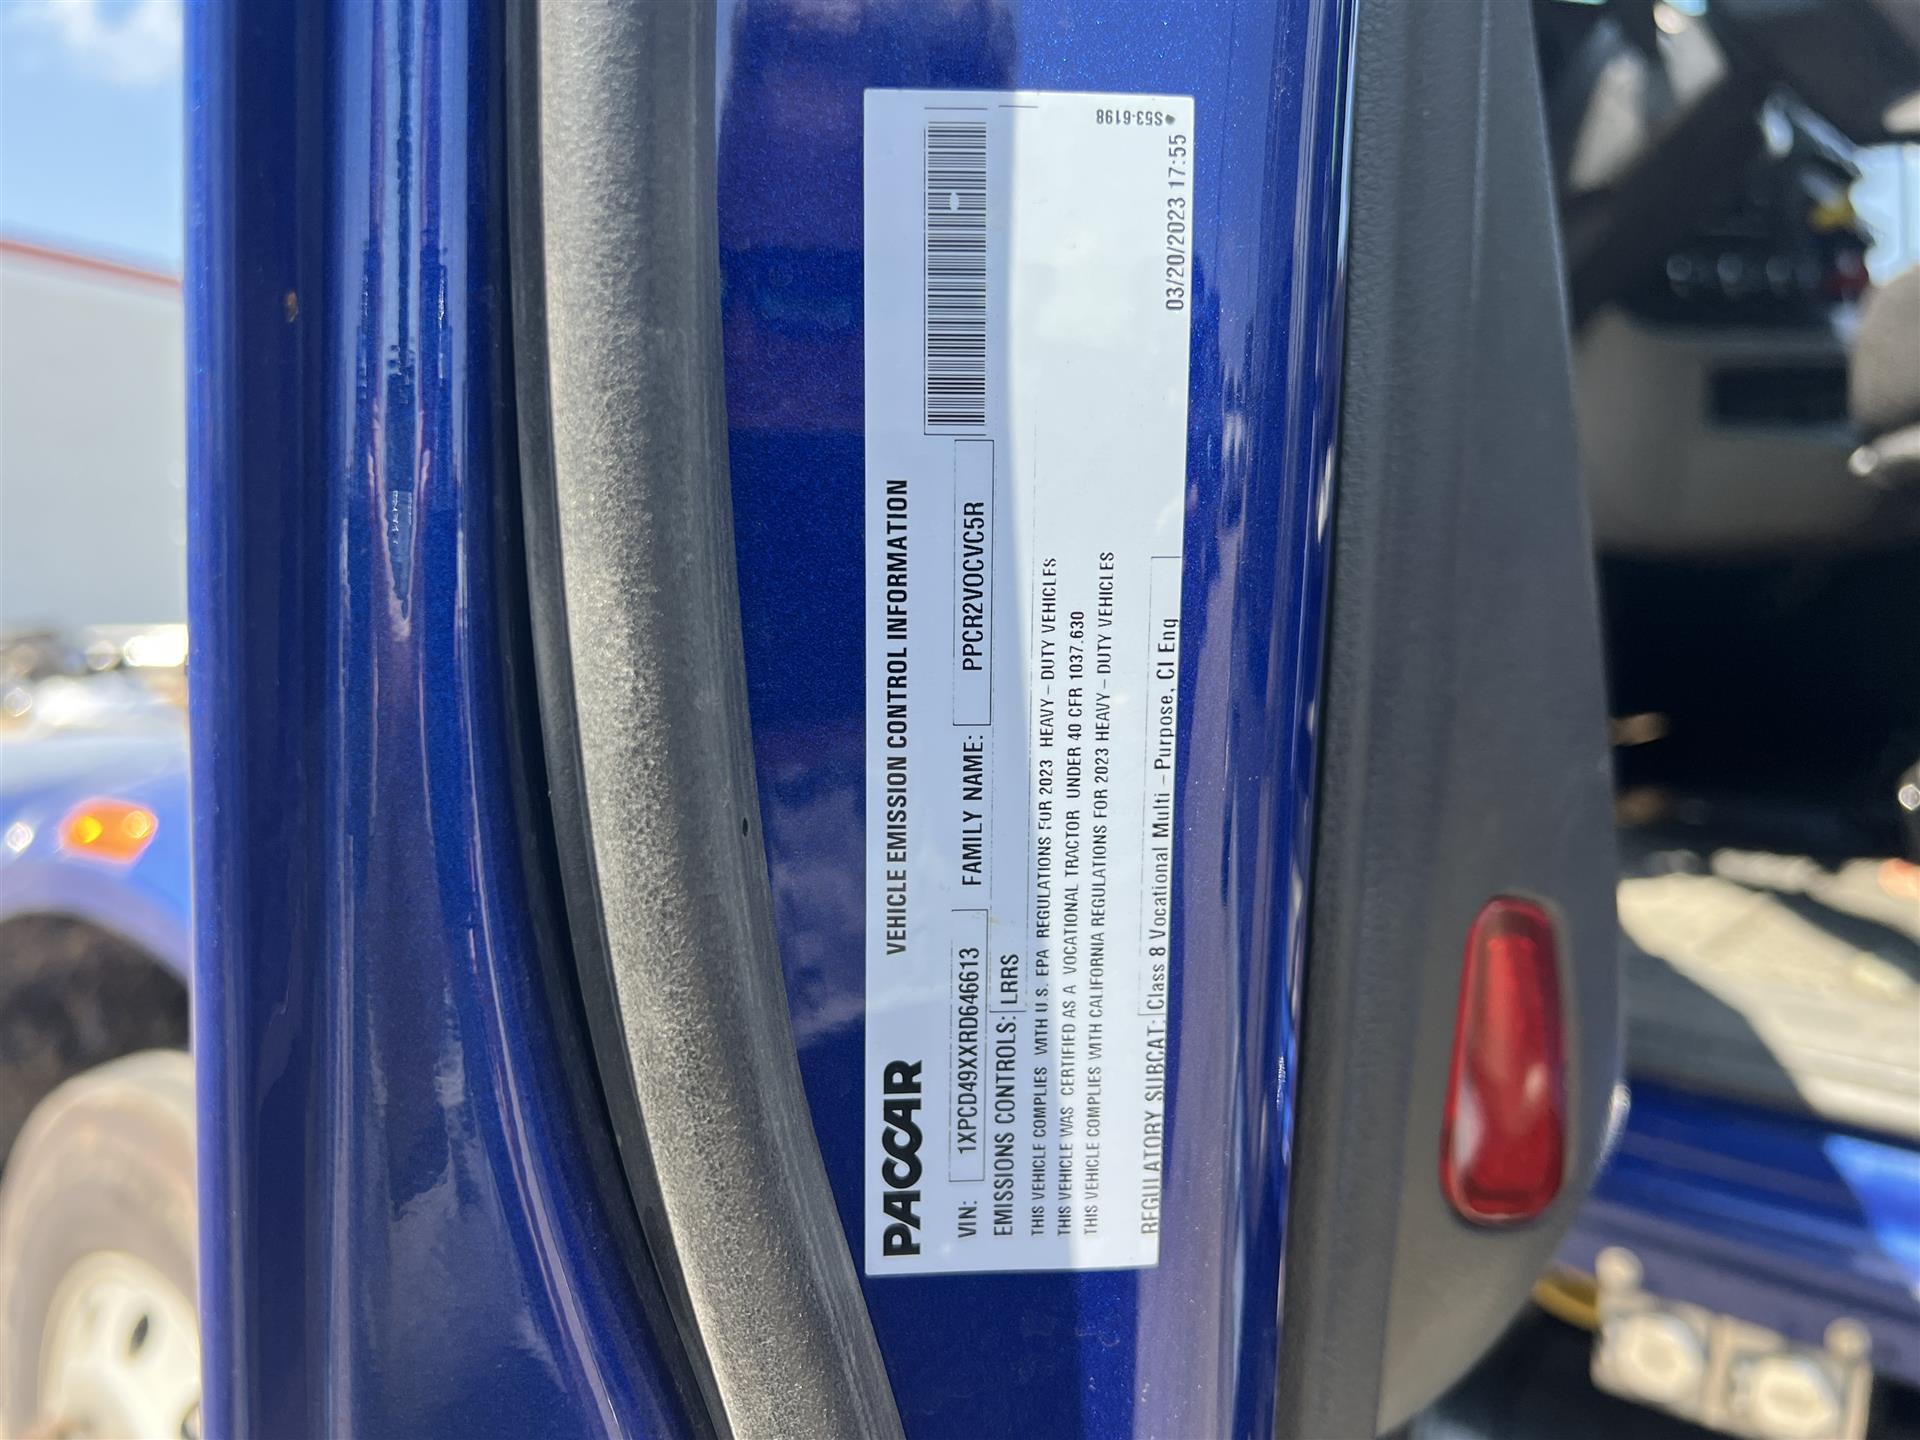 PACCAR
VEHICLE EMISSION CONTROL INFORMATION
VIN: 1XPCD49XXRD646613 FAMILY NAME: PPCR2VOCVC5R
EMISSIONS CONTROLS: LRRS
THIS VEHICLE COMPLIES WITH U.S. EPA REGULATIONS FOR 2023 HEAVY-DUTY VEHICLES
THIS VEHICLE WAS CERTIFIED AS A VOCATIONAL TRACTOR UNDER 40 CFR 1037.630
THIS VEHICLE COMPLIES WITH CALIFORNIA REGULATIONS FOR 2023 HEAVY-DUTY VEHICLES
REGULATORY SUBCAT: Class 8 Vocational Multi-Purpose, CI Eng
03/20/2023 17:55
S53-6198